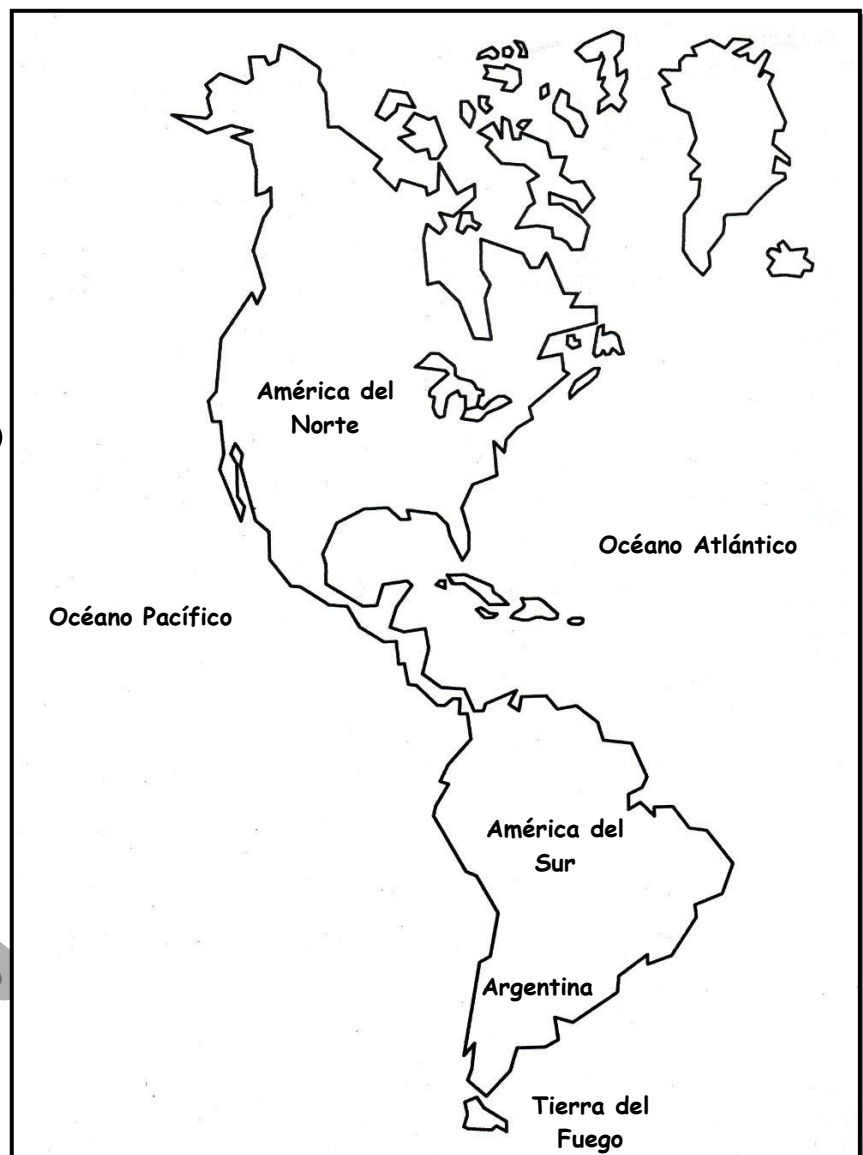 América del
Norte
Océano Atlántico
Océano Pacífico
América del
Sur
Argentina
Tierra del
Fuego